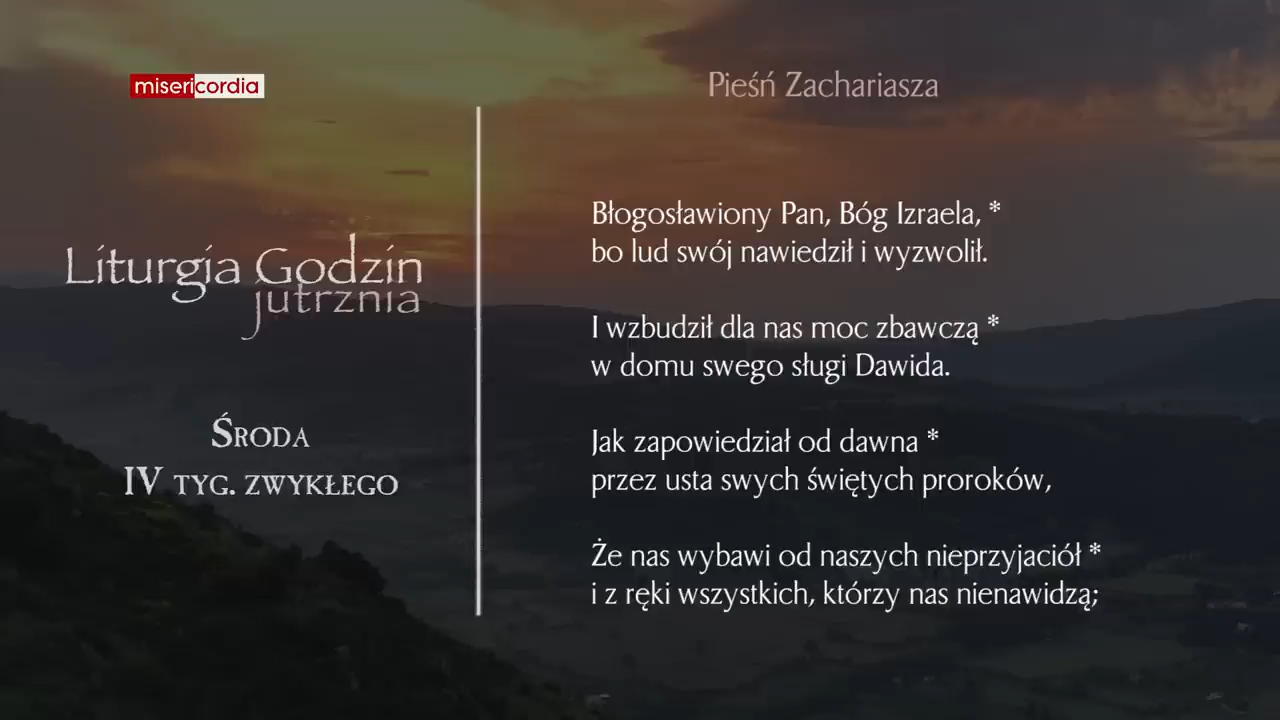 misericordia
Liturgia Godzin
jutrznia
Środa
IV tyg. zwykłego
Pieśń Zachariasza
Błogosławiony Pan, Bóg Izraela, *
bo lud swój nawiedził i wyzwolił.
I wzbudził dla nas moc zbawczą *
w domu swego sługi Dawida.
Jak zapowiedział od dawna *
przez usta swych świętych proroków,
Że nas wybawi od naszych nieprzyjaciół *
i z ręki wszystkich, którzy nas nienawidzą;